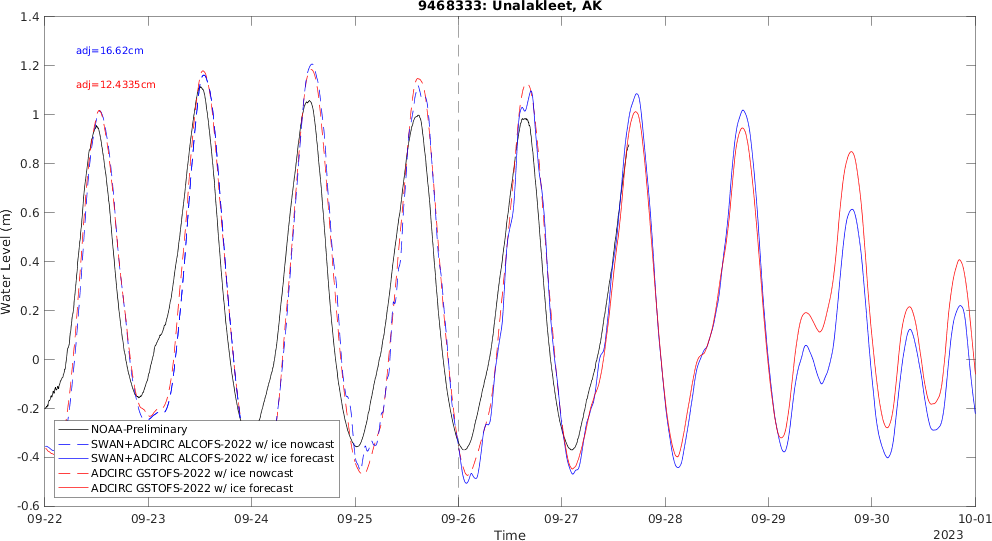 9468333: Unalakleet, AK
1.4
1.2
1
0.8
0.6
0.4
0.2
0
-0.2
-0.4
-0.6
Water Level (m)
adj=16.62cm
adj=12.4335cm
NOAA-Preliminary
SWAN+ADCIRC ALCOFS-2022 w/ ice nowcast
SWAN+ADCIRC ALCOFS-2022 w/ ice forecast
ADCIRC GSTOFS-2022 w/ ice nowcast
ADCIRC GSTOFS-2022 w/ ice forecast
09-22 09-23 09-24 09-25 09-26 09-27 09-28 09-29 09-30 10-01
Time
2023